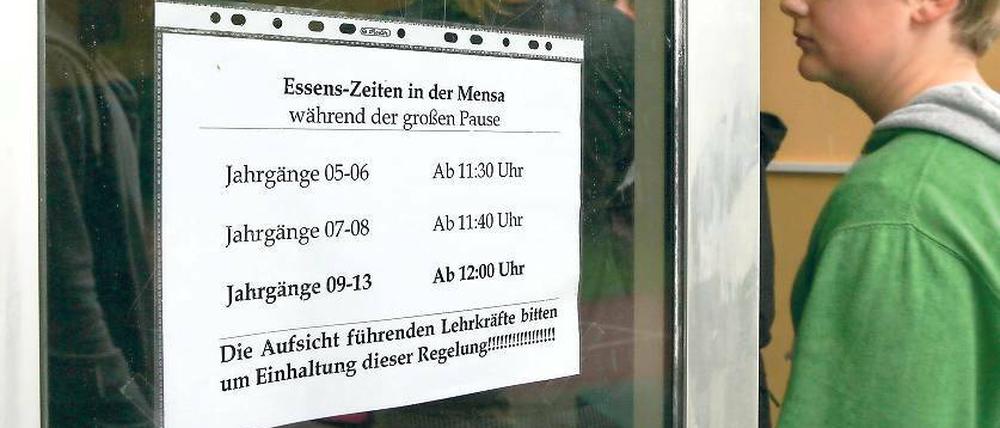 Essens-Zeiten in der Mensa
während der großen Pause
Jahrgänge 05-06 Ab 11:30 Uhr
Jahrgänge 07-08 Ab 11:40 Uhr
Jahrgänge 09-13 Ab 12:00 Uhr
Die Aufsicht führenden Lehrkräfte bitten
um Einhaltung dieser Regelung!!!!!!!!!!!!!!!!!